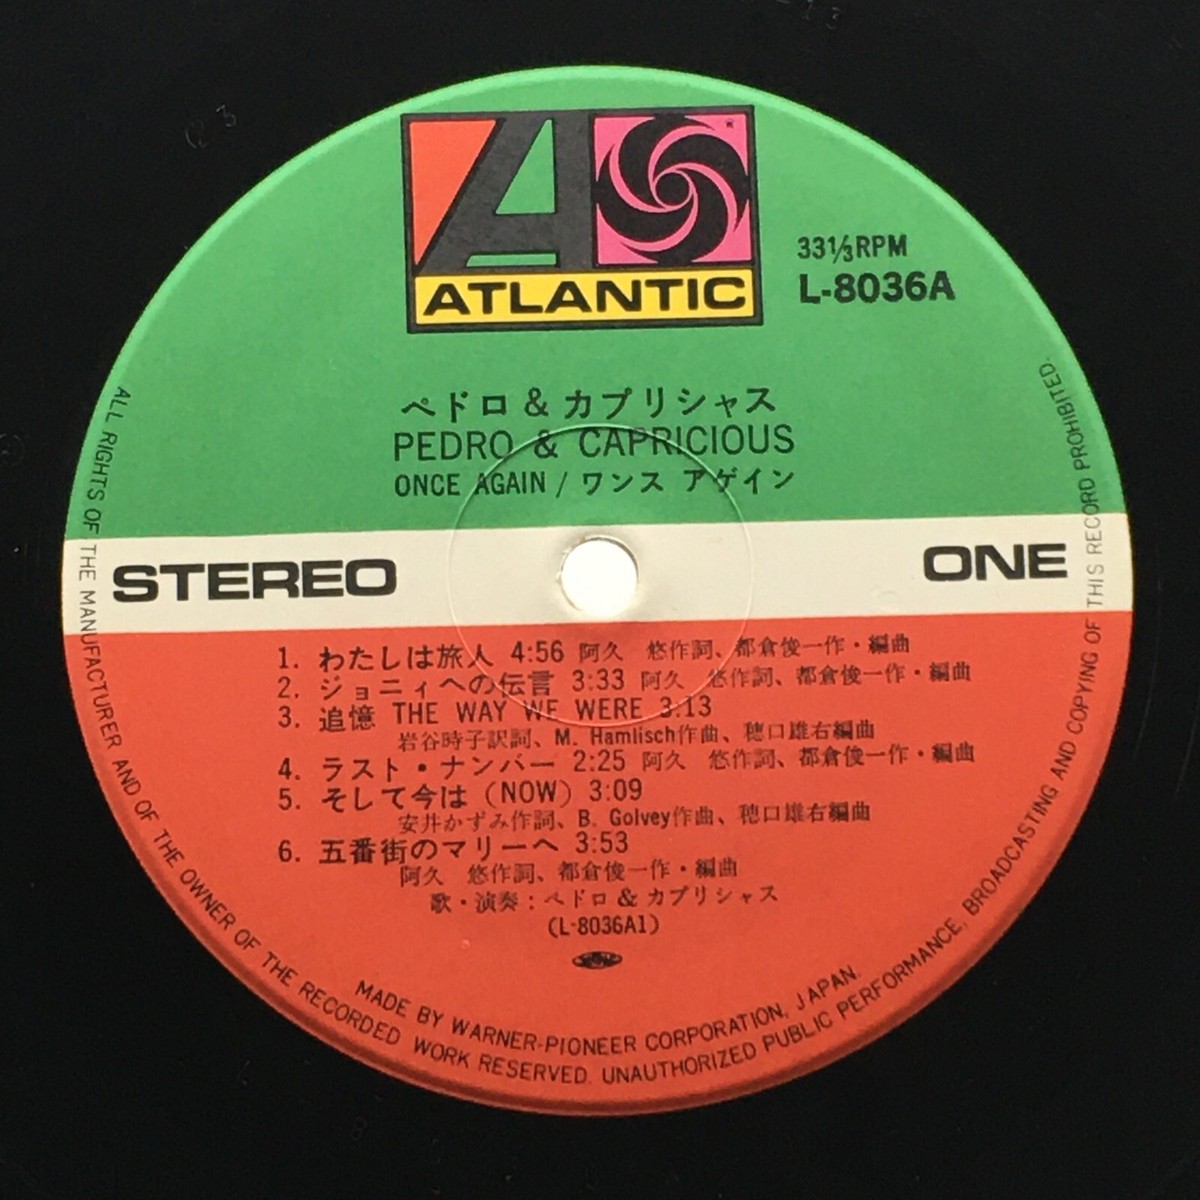 ATLANTIC
33⅓RPM
L-8036A
ペドロ & カプリシャス
PEDRO & CAPRICIOUS
ONCE AGAIN / ワンス アゲイン
STEREO
ONE
1. わたしは旅人 4:56 阿久 悠作詞、都倉俊一作・編曲
2. ジョニィへの伝言 3:33 阿久 悠作詞、都倉俊一作・編曲
3. 追憶 THE WAY WE WERE 3:13
岩谷時子訳詞、M. Hamlisch作曲、穂口雄右編曲
4. ラスト・ナンバー 2:25 阿久 悠作詞、都倉俊一作・編曲
5. そして今は (NOW) 3:09
安井かずみ作詞、B. Golvey作曲、穂口雄右編曲
6. 五番街のマリーへ 3:53
阿久 悠作詞、都倉俊一作・編曲
歌・演奏:ペドロ & カプリシャス
(L-8036A1)
MADE BY WARNER-PIONEER CORPORATION, JAPAN.
ALL RIGHTS OF THE MANUFACTURER AND OF THE OWNER OF THE RECORDED WORK RESERVED. UNAUTHORIZED PUBLIC PERFORMANCE, BROADCASTING AND COPYING OF THIS RECORD PROHIBITED.